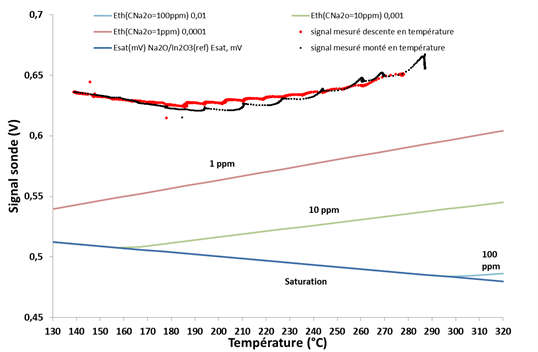 0,7
Eth(CNa2o=100ppm) 0,01
Eth(CNa2o=10ppm) 0,001
Eth(CNa2o=1ppm) 0,0001
signal mesuré descente en température
Esat(mV) Na2O/In2O3(ref) Esat, mV
signal mesuré monté en température
0,65
0,6
0,55
0,5
0,45
Signal sonde (V)
1 ppm
10 ppm
100
ppm
Saturation
130 140 150 160 170 180 190 200 210 220 230 240 250 260 270 280 290 300 310 320
Température (°C)